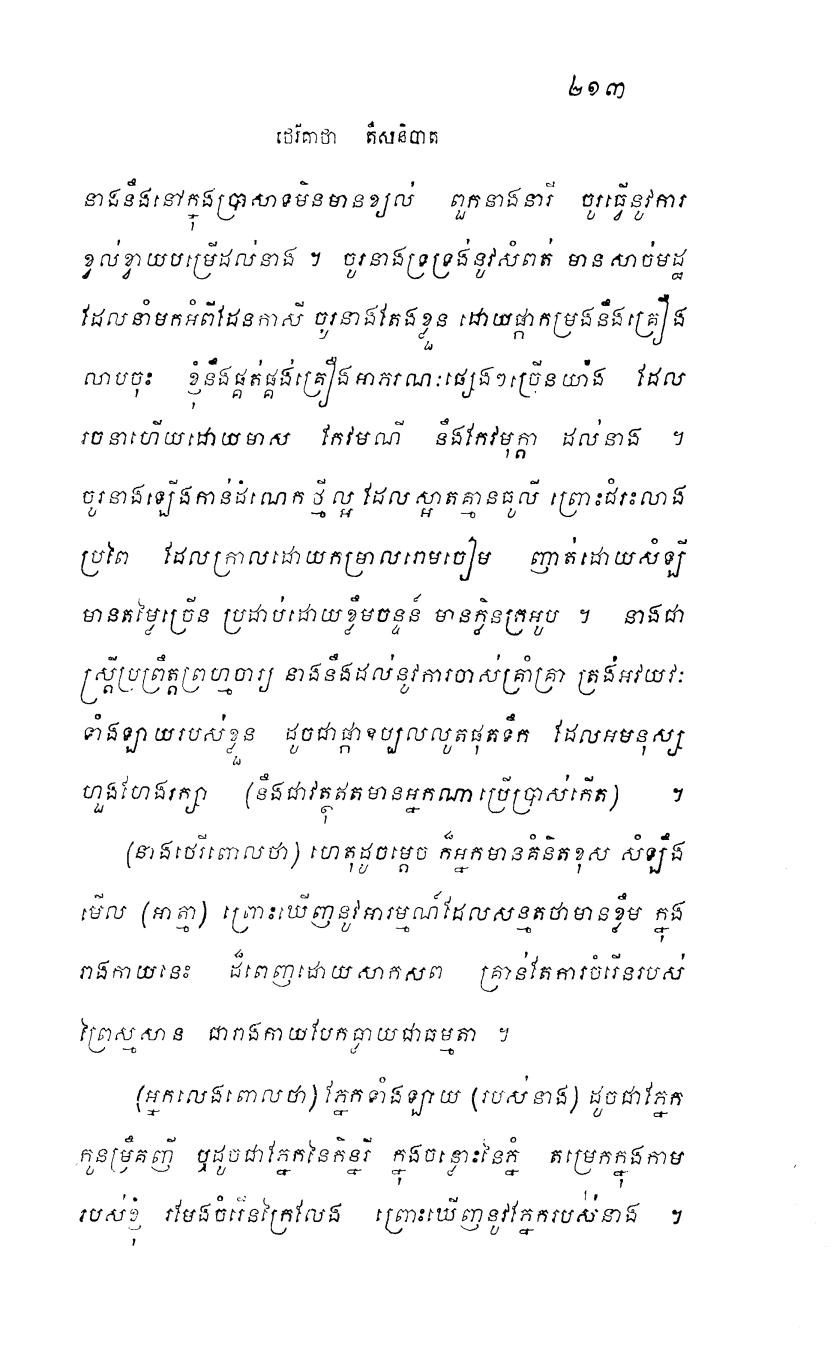 ២១៣
ថេរីគាថា តឹសនិបាត
នាងនឹងនៅក្នុងប្រាសាទមិនមានខ្យល់ ពួកនាងនារី ចូរធ្វើនូវការ
ខ្វល់ខ្វាយបម្រើដល់នាង ។ ចូរនាងទ្រទ្រង់នូវសំពត់ មានសាច់មដ្ឋ
ដែលនាំមកអំពីដែនកាសី ចូរនាងតែងខ្លួន ដោយផ្កាកម្រងនឹងគ្រឿង
លាបចុះ ខ្ញុំនឹងផ្គត់ផ្គង់គ្រឿងអាភរណៈផ្សេងៗច្រើនយ៉ាង ដែល
រចនាហើយដោយមាស កែវមណី នឹងកែវមុក្តា ដល់នាង ។
ចូរនាងឡើងកាន់ដំណេក ថ្មីល្អ ដែលស្អាតគ្មានធូលី ព្រោះជំរះលាង
ប្រពៃ ដែលក្រាលដោយកម្រាលរោមចៀម ញាត់ដោយសំឡី
មានតម្លៃច្រើន ប្រដាប់ដោយខ្លឹមចន្ទន៍ មានក្លិនក្រអូប ។ នាងជា
ស្ត្រីប្រព្រឹត្តព្រហ្មចារ្យ នាងនឹងដល់នូវការចាស់គ្រាំគ្រា ត្រង់អវយវៈ
ទាំងឡាយរបស់ខ្លួន ដូចជាផ្កាឧប្បលលូតផុតទឹក ដែលអមនុស្ស
ហួងហែងរក្សា (នឹងជាវត្ថុឥតមានអ្នកណាប្រើប្រាស់កើត) ។
(នាងថេរីពោលថា) ហេតុដូចម្តេច ក៏អ្នកមានគំនិតខុស សំឡឹង
មើល (អាត្មា) ព្រោះឃើញនូវអារម្មណ៍ដែលសន្មតថាមានខ្លឹម ក្នុង
រាងកាយនេះ ដ៏ពេញដោយសាកសព គ្រាន់តែការចំរើនរបស់
ព្រៃស្មសាន ជារាងកាយបែកធ្លាយជាធម្មតា ។
(អ្នកលេងពោលថា) ភ្នែកទាំងឡាយ (របស់នាង) ដូចជាភ្នែក
កូនម្រឹគញី ឬដូចជាភ្នែកនៃកិន្នរី ក្នុងចន្លោះនៃភ្នំ តម្រេកក្នុងកាម
របស់ខ្ញុំ រមែងចំរើនក្រៃលែង ព្រោះឃើញនូវភ្នែករបស់នាង ។